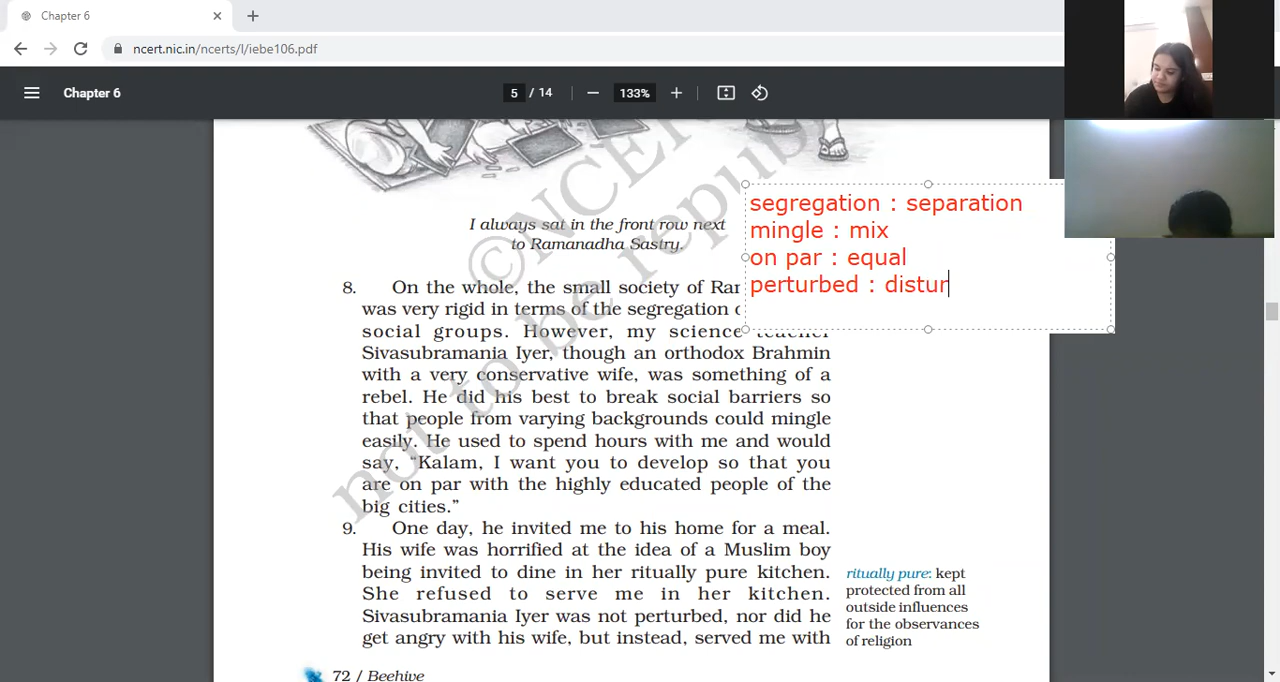 Chapter 6
ncert.nic.in/ncerts/l/iebe106.pdf
Chapter 6
5 / 14
133%
©NCERT
not to be republ
I always sat in the front row next
to Ramanadha Sastry.
segregation : separation
mingle : mix
on par : equal
perturbed : distur
8. On the whole, the small society of Ram
was very rigid in terms of the segregation o
social groups. However, my science teacher
Sivasubramania Iyer, though an orthodox Brahmin
with a very conservative wife, was something of a
rebel. He did his best to break social barriers so
that people from varying backgrounds could mingle
easily. He used to spend hours with me and would
say, “Kalam, I want you to develop so that you
are on par with the highly educated people of the
big cities.”
9. One day, he invited me to his home for a meal.
His wife was horrified at the idea of a Muslim boy
being invited to dine in her ritually pure kitchen.
She refused to serve me in her kitchen.
Sivasubramania Iyer was not perturbed, nor did he
get angry with his wife, but instead, served me with
ritually pure: kept
protected from all
outside influences
for the observances
of religion
72 / Beehive